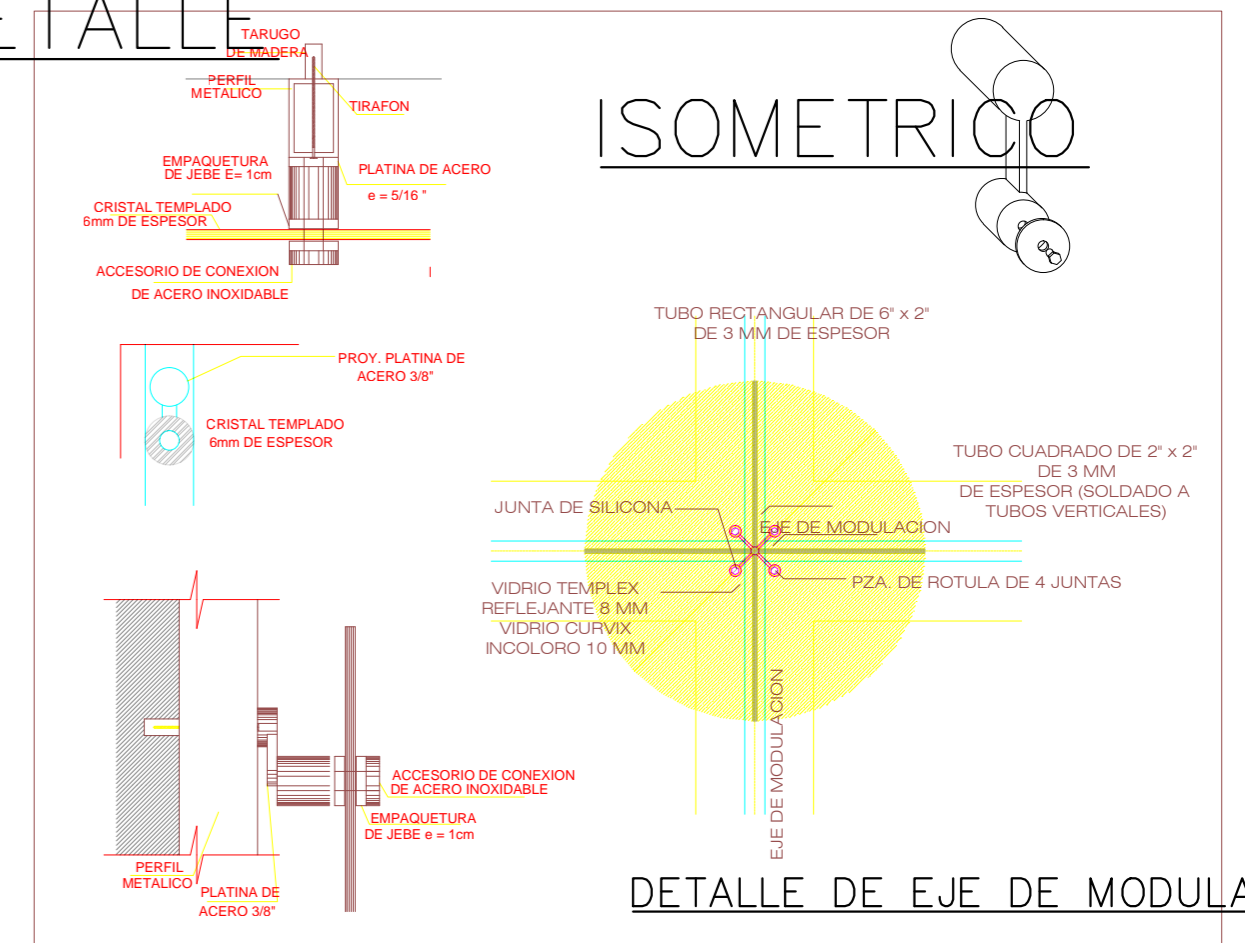 ETALLE
TARUGO
DE MADERA
PERFIL
METALICO
TIRAFON
EMPAQUETURA
DE JEBE E= 1cm
PLATINA DE ACERO
e = 5/16 "
CRISTAL TEMPLADO
6mm DE ESPESOR
ACCESORIO DE CONEXION
DE ACERO INOXIDABLE
ISOMETRICO
PROY. PLATINA DE
ACERO 3/8"
CRISTAL TEMPLADO
6mm DE ESPESOR
TUBO RECTANGULAR DE 6" x 2"
DE 3 MM DE ESPESOR
TUBO CUADRADO DE 2" x 2"
DE 3 MM
DE ESPESOR (SOLDADO A
TUBOS VERTICALES)
JUNTA DE SILICONA
EJE DE MODULACION
PZA. DE ROTULA DE 4 JUNTAS
VIDRIO TEMPLEX
REFLEJANTE 8 MM
VIDRIO CURVIX
INCOLORO 10 MM
EJE DE MODULACION
ACCESORIO DE CONEXION
DE ACERO INOXIDABLE
EMPAQUETURA
DE JEBE e = 1cm
PERFIL
METALICO
PLATINA DE
ACERO 3/8"
DETALLE DE EJE DE MODULA